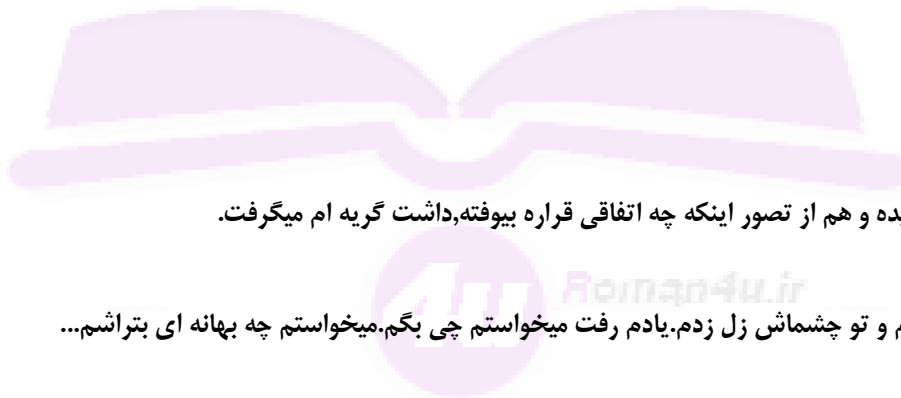 و هم از تصور اینکه چه اتفاقی قراره بیوفته,داشت گریه ام میگرفت.
4u Roman4u.ir
و تو چشماش زل زدم.یادم رفت میخواستم چی بگم.میخواستم چه بهانه ای بتراشم...